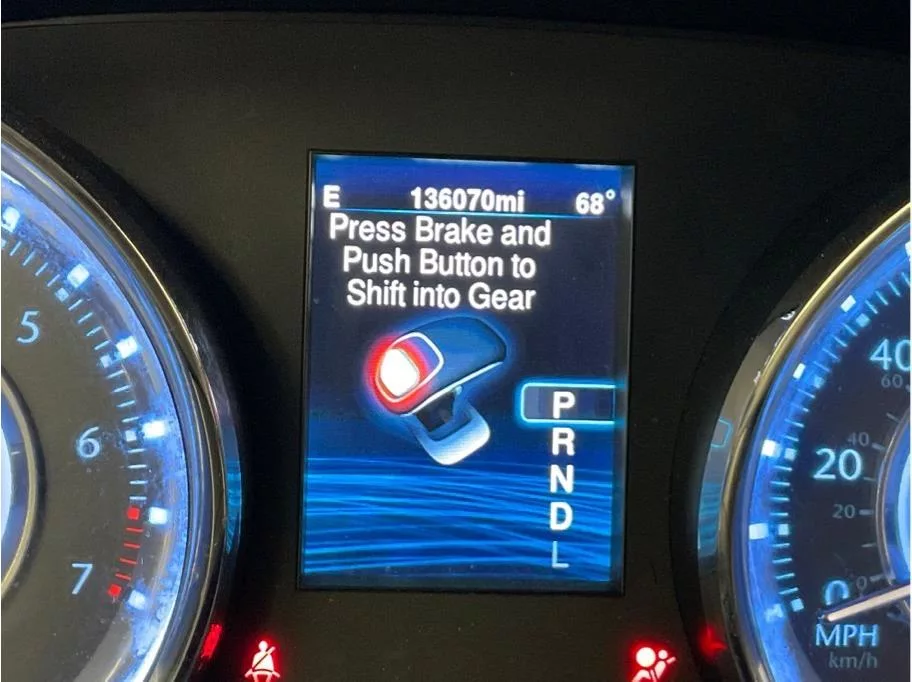 E 136070mi 68°
Press Brake and
Push Button to
Shift into Gear
P
R
N
D
L
5
6
7
40
60
40
20
20
0
0
MPH
km/h